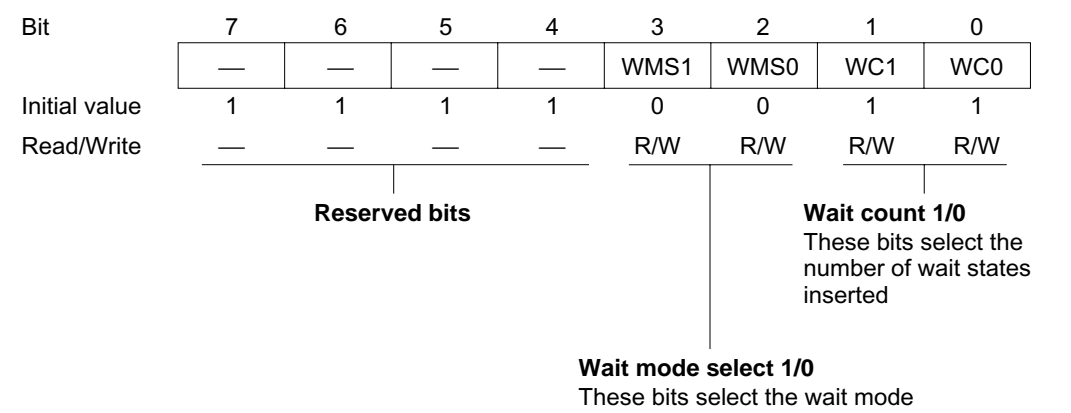 Bit 7 6 5 4 3 2 1 0
— — — — WMS1 WMS0 WC1 WC0
Initial value 1 1 1 1 0 0 1 1
Read/Write — — — — R/W R/W R/W R/W
Reserved bits
Wait count 1/0
These bits select the
number of wait states
inserted
Wait mode select 1/0
These bits select the wait mode